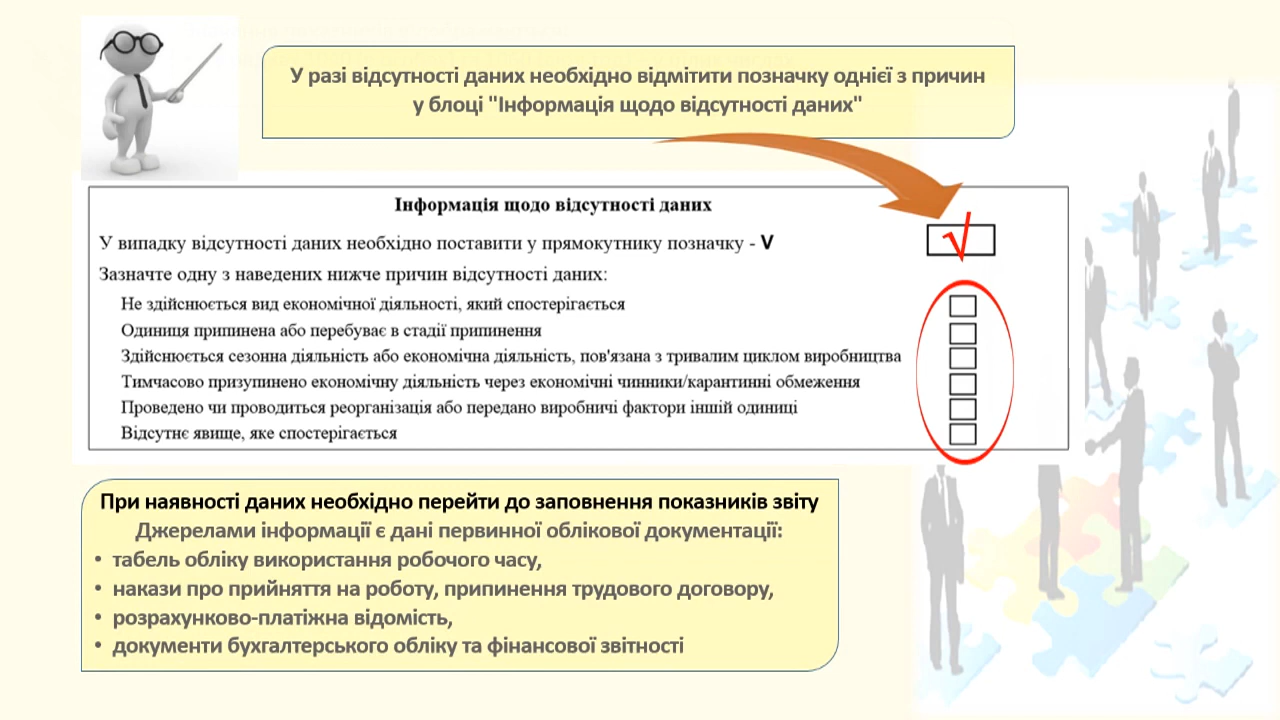 У разі відсутності даних необхідно відмітити позначку однієї з причин
у блоці "Інформація щодо відсутності даних"
Інформація щодо відсутності даних
У випадку відсутності даних необхідно поставити у прямокутнику позначку - V
√
Зазначте одну з наведених нижче причин відсутності даних:
Не здійснюється вид економічної діяльності, який спостерігається
Одиниця припинена або перебуває в стадії припинення
Здійснюється сезонна діяльність або економічна діяльність, пов'язана з тривалим циклом виробництва
Тимчасово призупинено економічну діяльність через економічні чинники/карантинні обмеження
Проведено чи проводиться реорганізація або передано виробничі фактори іншій одиниці
Відсутнє явище, яке спостерігається
При наявності даних необхідно перейти до заповнення показників звіту
Джерелами інформації є дані первинної облікової документації:
• табель обліку використання робочого часу,
• накази про прийняття на роботу, припинення трудового договору,
• розрахунково-платіжна відомість,
• документи бухгалтерського обліку та фінансової звітності